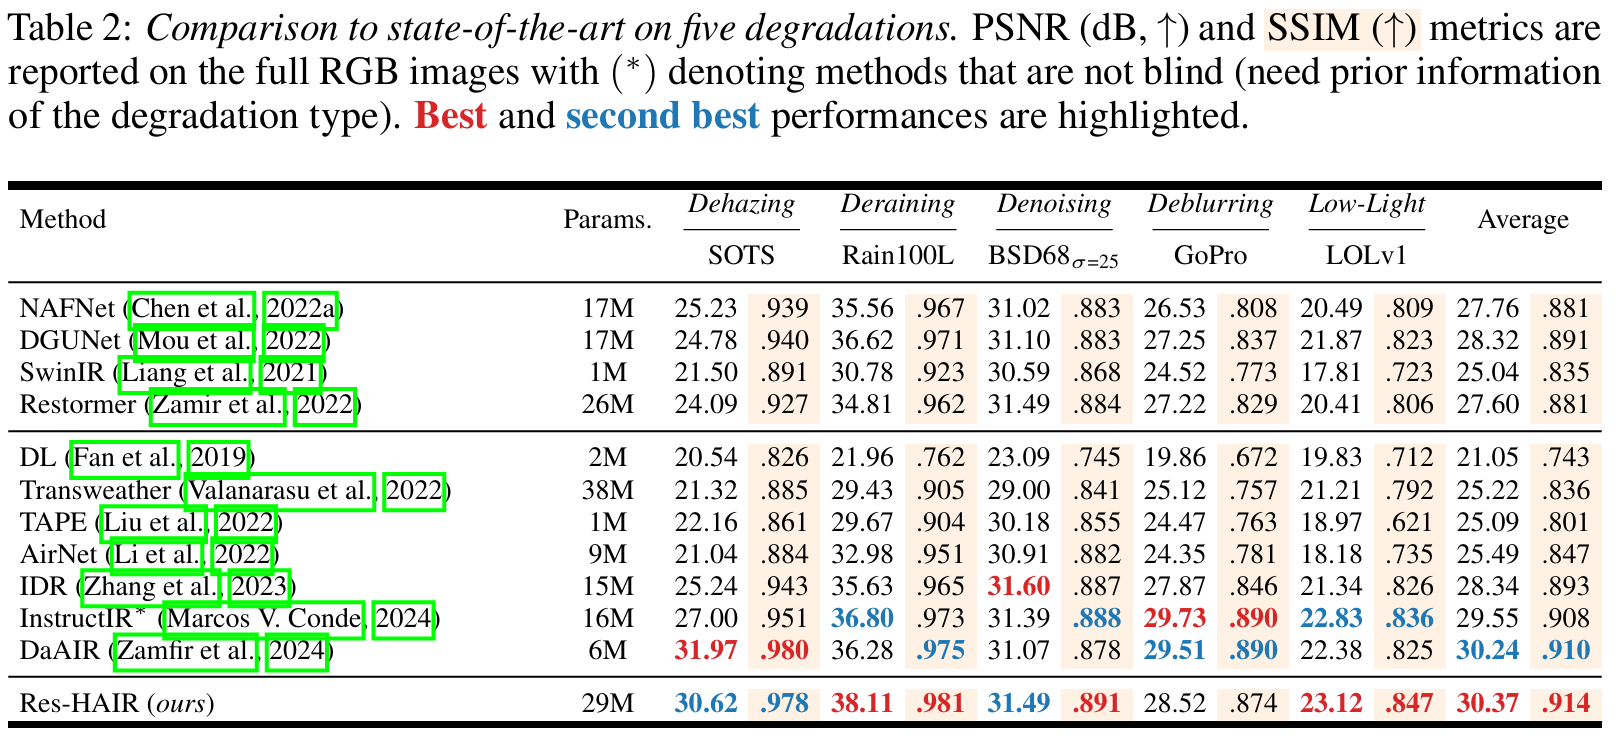 Table 2: Comparison to state-of-the-art on five degradations. PSNR (dB, ↑) and SSIM (↑) metrics are
reported on the full RGB images with (*) denoting methods that are not blind (need prior information
of the degradation type). Best and second best performances are highlighted.
Method Params. Dehazing Deraining Denoising Deblurring Low-Light Average
SOTS Rain100L BSD68σ=25 GoPro LOLv1
NAFNet (Chen et al., 2022a) 17M 25.23 .939 35.56 .967 31.02 .883 26.53 .808 20.49 .809 27.76 .881
DGUNet (Mou et al., 2022) 17M 24.78 .940 36.62 .971 31.10 .883 27.25 .837 21.87 .823 28.32 .891
SwinIR (Liang et al., 2021) 1M 21.50 .891 30.78 .923 30.59 .868 24.52 .773 17.81 .723 25.04 .835
Restormer (Zamir et al., 2022) 26M 24.09 .927 34.81 .962 31.49 .884 27.22 .829 20.41 .806 27.60 .881
DL (Fan et al., 2019) 2M 20.54 .826 21.96 .762 23.09 .745 19.86 .672 19.83 .712 21.05 .743
Transweather (Valanarasu et al., 2022) 38M 21.32 .885 29.43 .905 29.00 .841 25.12 .757 21.21 .792 25.22 .836
TAPE (Liu et al., 2022) 1M 22.16 .861 29.67 .904 30.18 .855 24.47 .763 18.97 .621 25.09 .801
AirNet (Li et al., 2022) 9M 21.04 .884 32.98 .951 30.91 .882 24.35 .781 18.18 .735 25.49 .847
IDR (Zhang et al., 2023) 15M 25.24 .943 35.63 .965 31.60 .887 27.87 .846 21.34 .826 28.34 .893
InstructIR* (Marcos V. Conde, 2024) 16M 27.00 .951 36.80 .973 31.39 .888 29.73 .890 22.83 .836 29.55 .908
DaAIR (Zamfir et al., 2024) 6M 31.97 .980 36.28 .975 31.07 .878 29.51 .890 22.38 .825 30.24 .910
Res-HAIR (ours) 29M 30.62 .978 38.11 .981 31.49 .891 28.52 .874 23.12 .847 30.37 .914